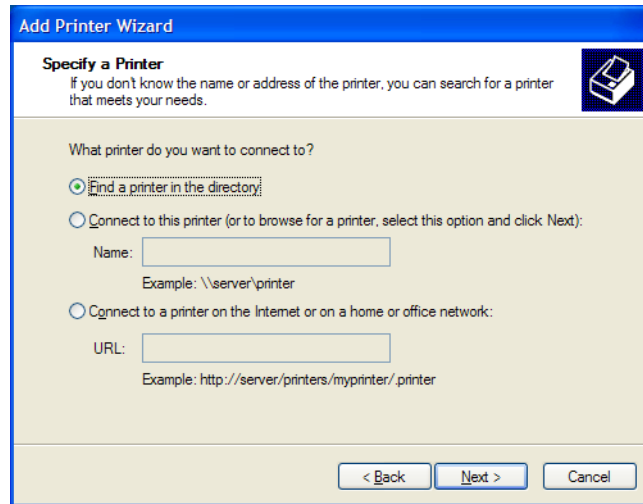 Add Printer Wizard
Specify a Printer
If you don't know the name or address of the printer, you can search for a printer
that meets your needs.
What printer do you want to connect to?
Find a printer in the directory
Connect to this printer (or to browse for a printer, select this option and click Next):
Name:
Example: \\server\printer
Connect to a printer on the Internet or on a home or office network:
URL:
Example: http://server/printers/myprinter/.printer
< Back Next > Cancel